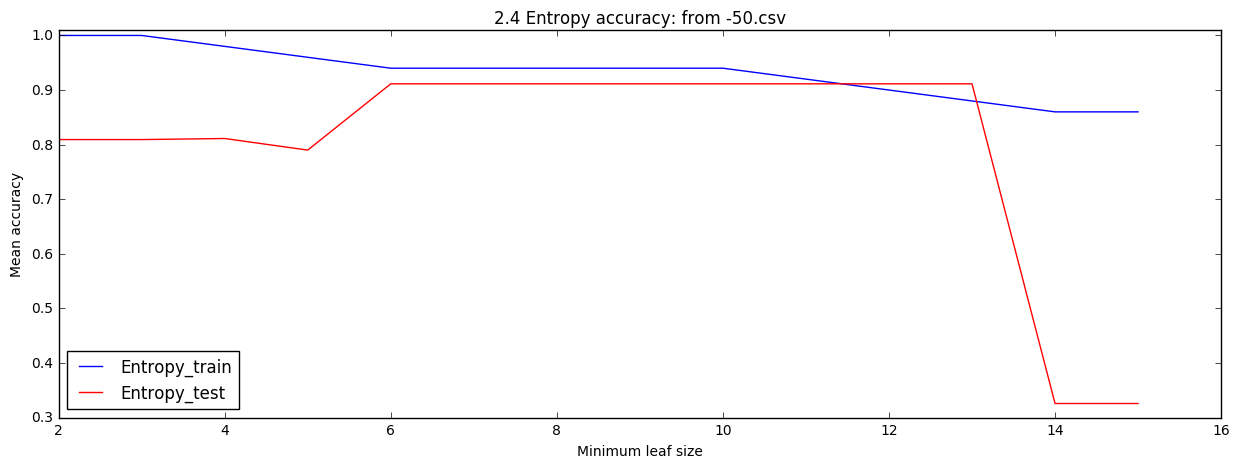 2.4 Entropy accuracy: from -50.csv
Mean accuracy
1.0
0.9
0.8
0.7
0.6
0.5
0.4
0.3
Entropy_train
Entropy_test
2 4 6 8 10 12 14 16
Minimum leaf size